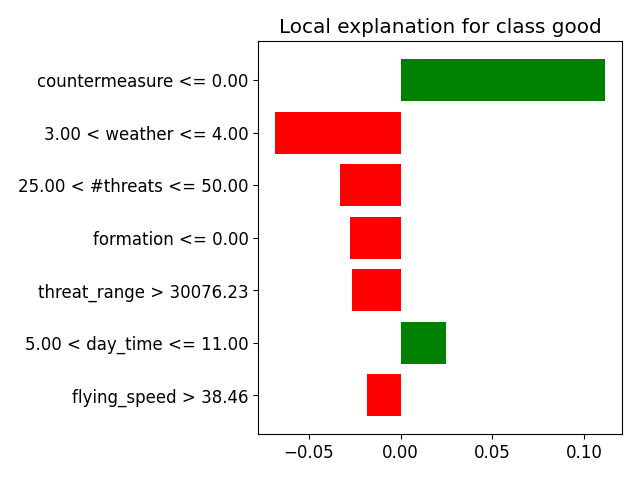 Local explanation for class good
countermeasure <= 0.00
3.00 < weather <= 4.00
25.00 < #threats <= 50.00
formation <= 0.00
threat_range > 30076.23
5.00 < day_time <= 11.00
flying_speed > 38.46
−0.05 0.00 0.05 0.10